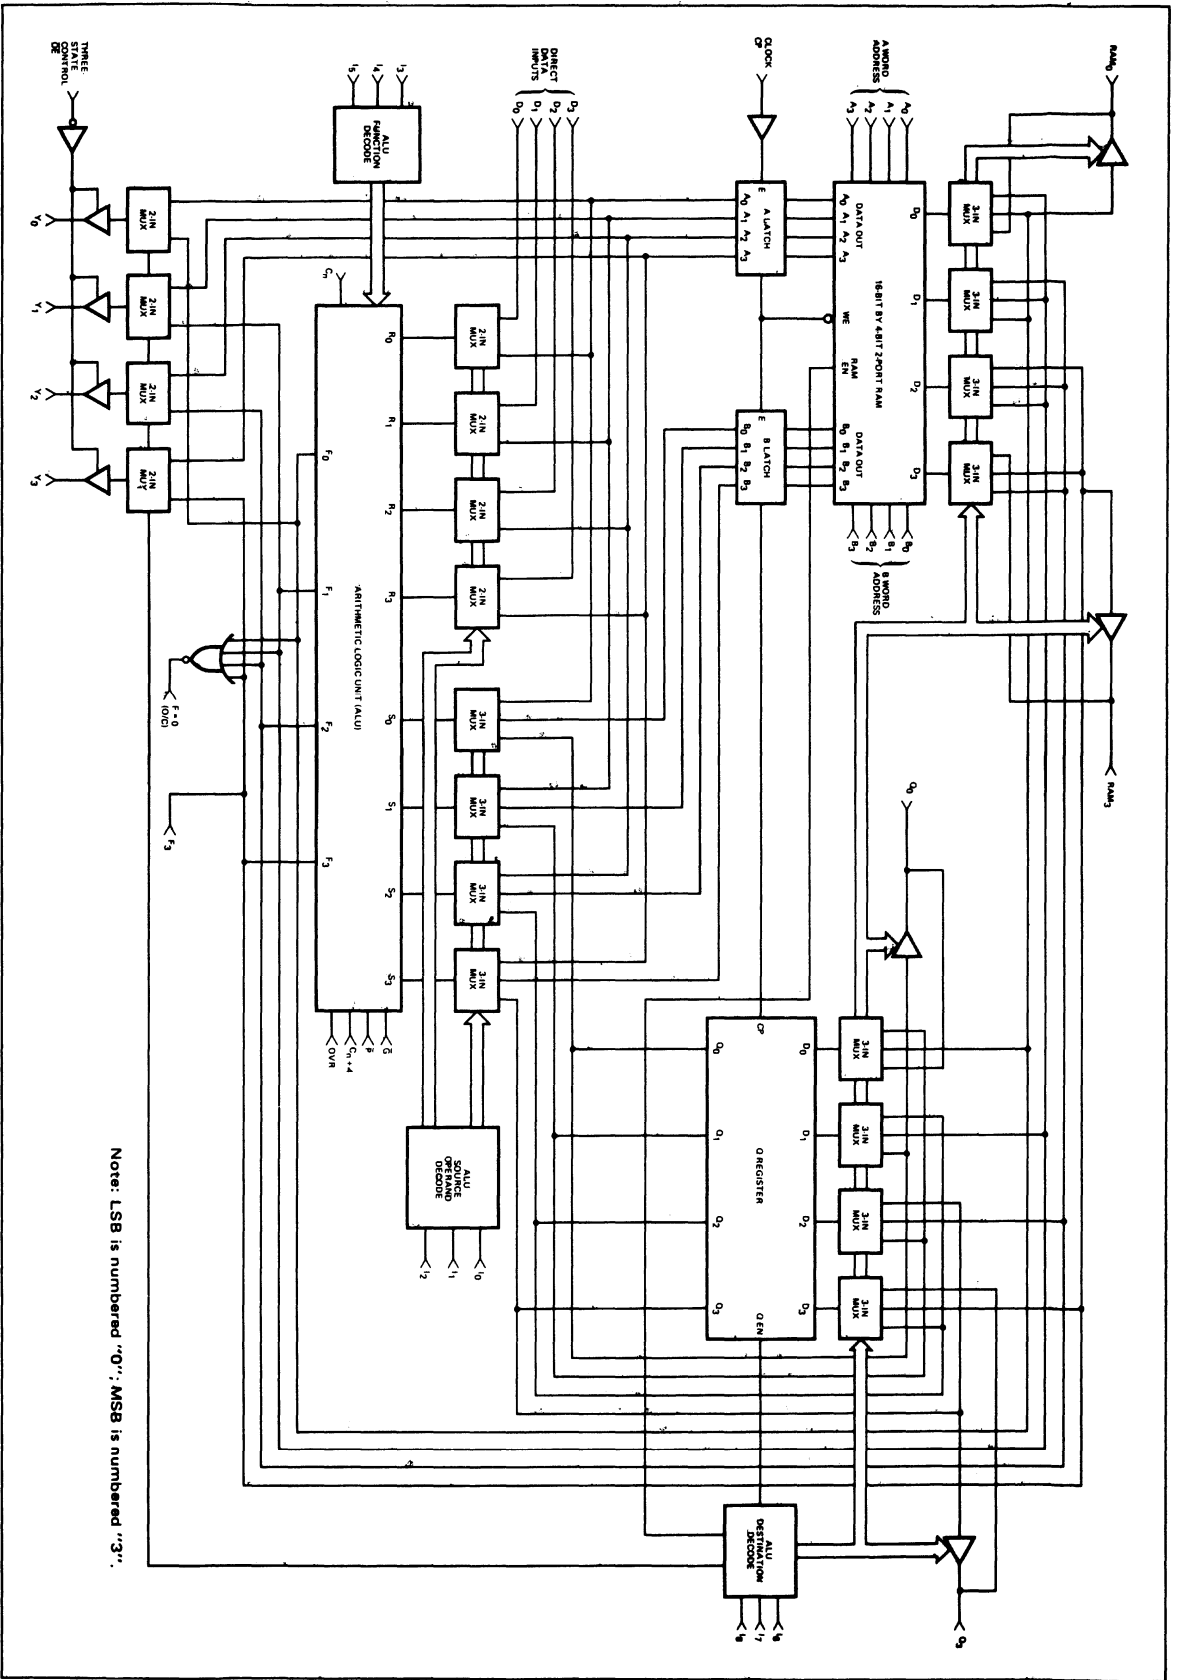 RAM0
RAM3
3-IN MUX
3-IN MUX
3-IN MUX
3-IN MUX
Q0
Q3
A WORD ADDRESS
A0
A1
A2
A3
D0
D1
D2
D3
16-BIT BY 4-BIT 2-PORT RAM
DATA OUT
A0 A1 A2 A3
WE
RAM EN
DATA OUT
B0 B1 B2 B3
B0
B1
B2
B3
B WORD ADDRESS
3-IN MUX
3-IN MUX
3-IN MUX
3-IN MUX
CLOCK
CP
E
A LATCH
A0 A1 A2 A3
E
B LATCH
B0 B1 B2 B3
D0
D1
D2
D3
CP
Q REGISTER
Q EN
Q0
Q1
Q2
Q3
ALU DESTINATION DECODE
I6
I7
I8
DIRECT DATA INPUTS
D3
D2
D1
D0
2-IN MUX
2-IN MUX
2-IN MUX
2-IN MUX
3-IN MUX
3-IN MUX
3-IN MUX
3-IN MUX
ALU SOURCE OPERAND DECODE
I0
I1
I2
I3
I4
I5
ALU FUNCTION DECODE
Cn
R0
R1
R2
R3
S0
S1
S2
S3
ARITHMETIC LOGIC UNIT (ALU)
F0
F1
F2
F3
G̅
P̅
Cn + 4
OVR
2-IN MUX
2-IN MUX
2-IN MUX
2-IN MUX
F = 0
(O/C)
F3
THREE-STATE CONTROL
O̅E̅
Y0
Y1
Y2
Y3
Note: LSB is numbered "0"; MSB is numbered "3".